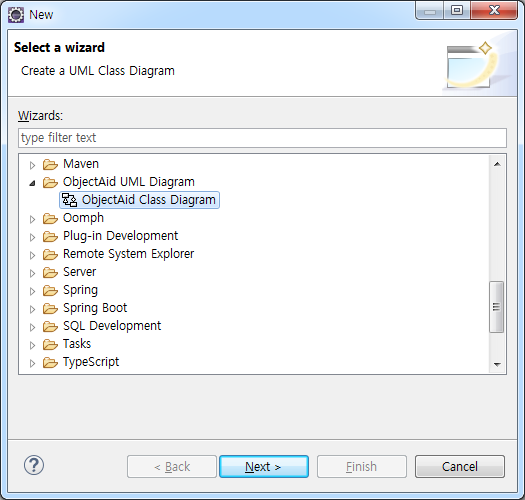 New
Select a wizard
Create a UML Class Diagram
Wizards:
type filter text
Maven
ObjectAid UML Diagram
ObjectAid Class Diagram
Oomph
Plug-in Development
Remote System Explorer
Server
Spring
Spring Boot
SQL Development
Tasks
TypeScript
? < Back Next > Finish Cancel